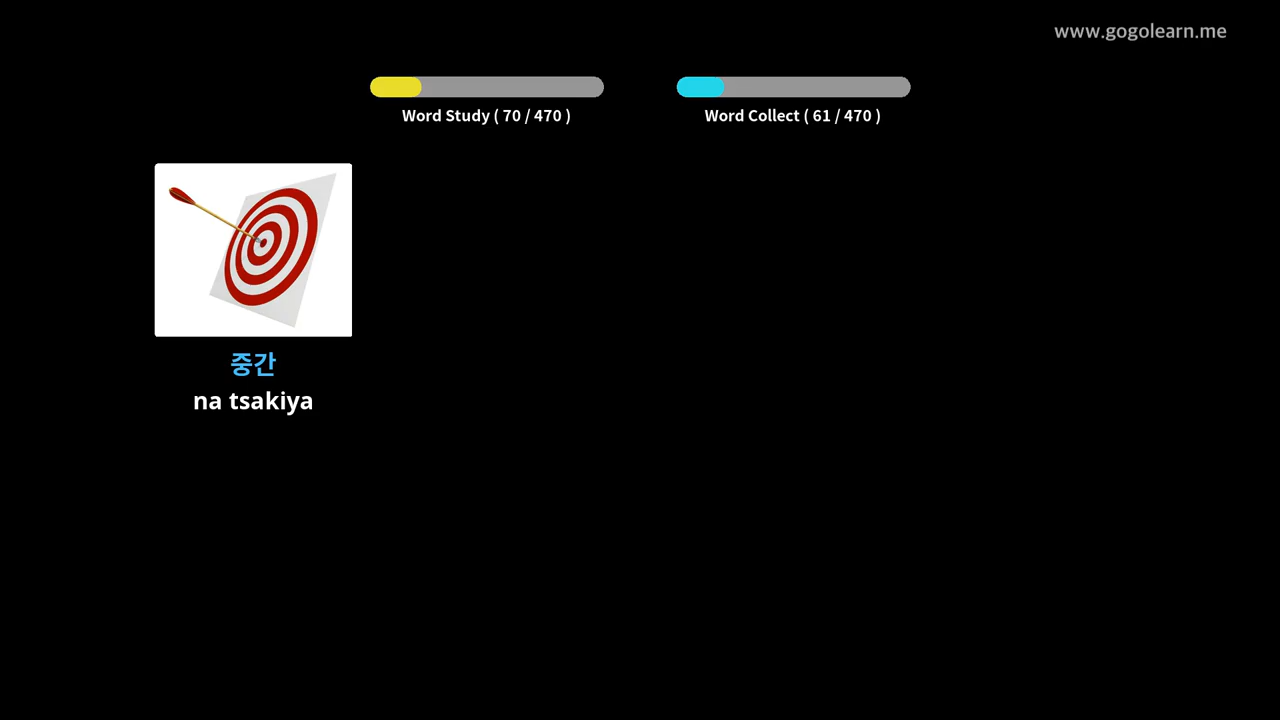 www.gogolearn.me
Word Study ( 70 / 470 )
Word Collect ( 61 / 470 )
중간
na tsakiya